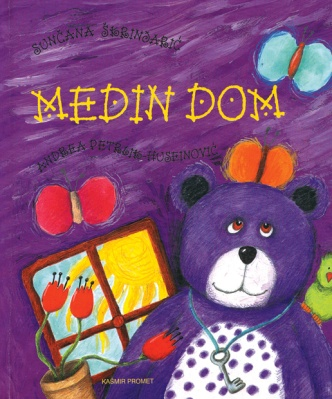 SUNČANA ŠKRINJARIĆ
MEDIN DOM
ANDREA PETRLIK HUSEINOVIĆ
KAŠMIR PROMET